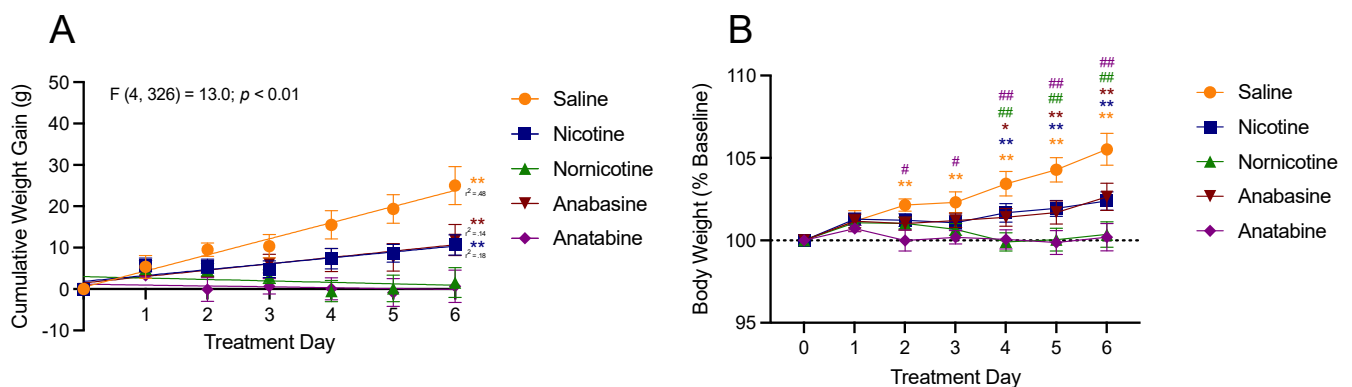 A
F (4, 326) = 13.0; p < 0.01
Cumulative Weight Gain (g)
50
40
30
20
10
0
-10
**
r² = .48
**
r² = .14
**
r² = .18
1 2 3 4 5 6
Treatment Day
Saline
Nicotine
Nornicotine
Anabasine
Anatabine
B
Body Weight (% Baseline)
110
105
100
95
#
**
#
**
##
##
*
**
**
##
##
**
**
**
##
##
**
**
**
0 1 2 3 4 5 6
Treatment Day
Saline
Nicotine
Nornicotine
Anabasine
Anatabine